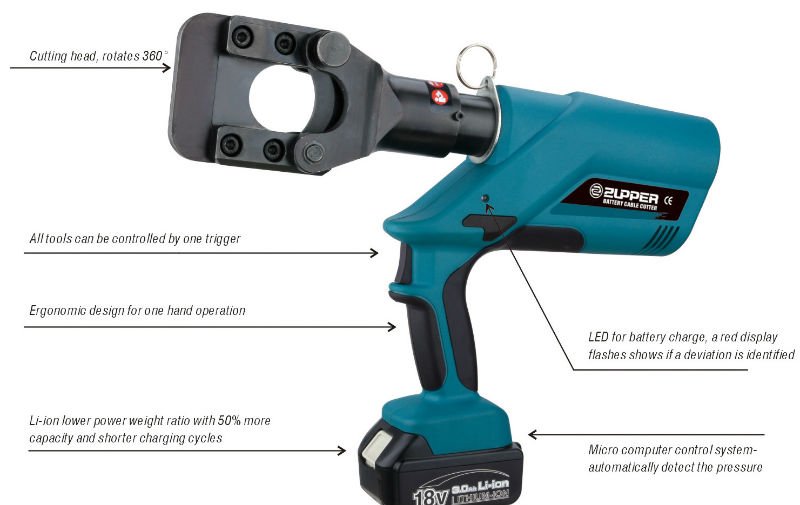 Cutting head, rotates 360°
All tools can be controlled by one trigger
Ergonomic design for one hand operation
Li-ion lower power weight ratio with 50% more
capacity and shorter charging cycles
ZUPPER
BATTERY CABLE CUTTER CE
LED for battery charge, a red display
flashes shows if a deviation is identified
Micro computer control system-
automatically detect the pressure
18V 3.0Ah Li-ion
LITHIUM-ION